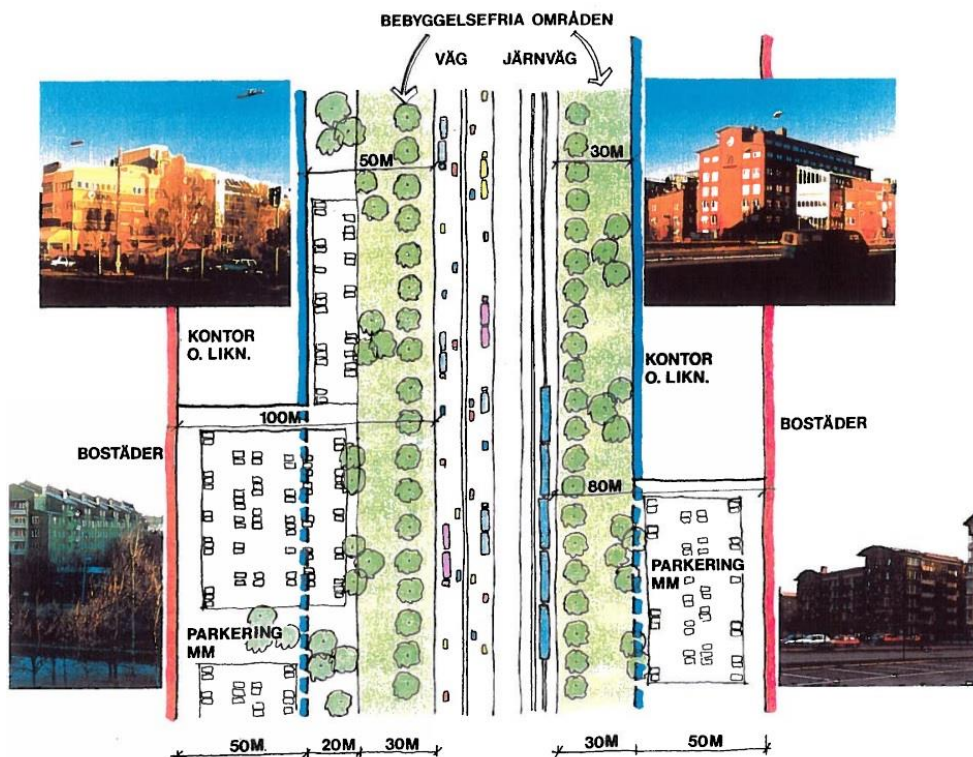 BEBYGGELSEFRIA OMRÅDEN
VÄG
JÄRNVÄG
50M
30M
KONTOR
O. LIKN.
KONTOR
O. LIKN.
100M
BOSTÄDER
BOSTÄDER
80M
PARKERING
MM
PARKERING
MM
50M.
20M
30M
30M
50M